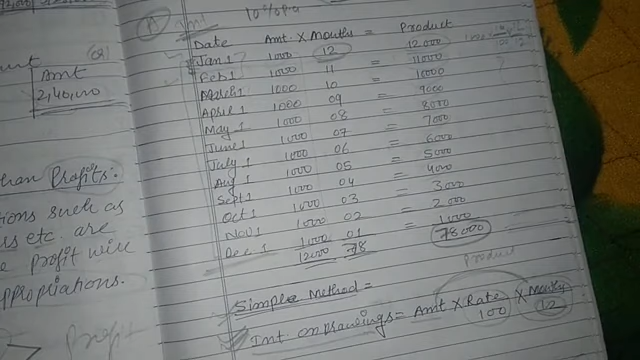 (A)
10% p.a
Date Amt. X Months = Product
Jan 1 1000 12 12000
Feb 1 1000 11 = 11000
March 1 1000 10 = 10000
April 1 1000 09 = 9000
May 1 1000 08 = 8000
June 1 1000 07 = 7000
July 1 1000 06 = 6000
Aug 1 1000 05 = 5000
Sept 1 1000 04 = 4000
Oct 1 1000 03 = 3000
Nov 1 1000 02 = 2000
Dec 1 1000 01 = 1000
12000 78 78000
Product
Simple Method =
Int. on Drawings = Amt X Rate X Months
100 12
(or)
Amt
2,40,000
than Profits.
such as
etc. are
profit will
Profit